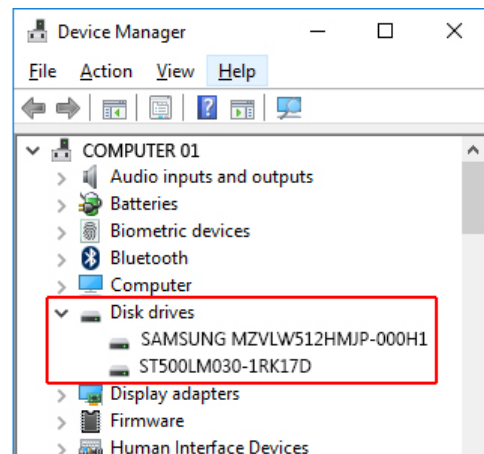 Device Manager
File Action View Help
COMPUTER 01
Audio inputs and outputs
Batteries
Biometric devices
Bluetooth
Computer
Disk drives
SAMSUNG MZVLW512HMJP-000H1
ST500LM030-1RK17D
Display adapters
Firmware
Human Interface Devices